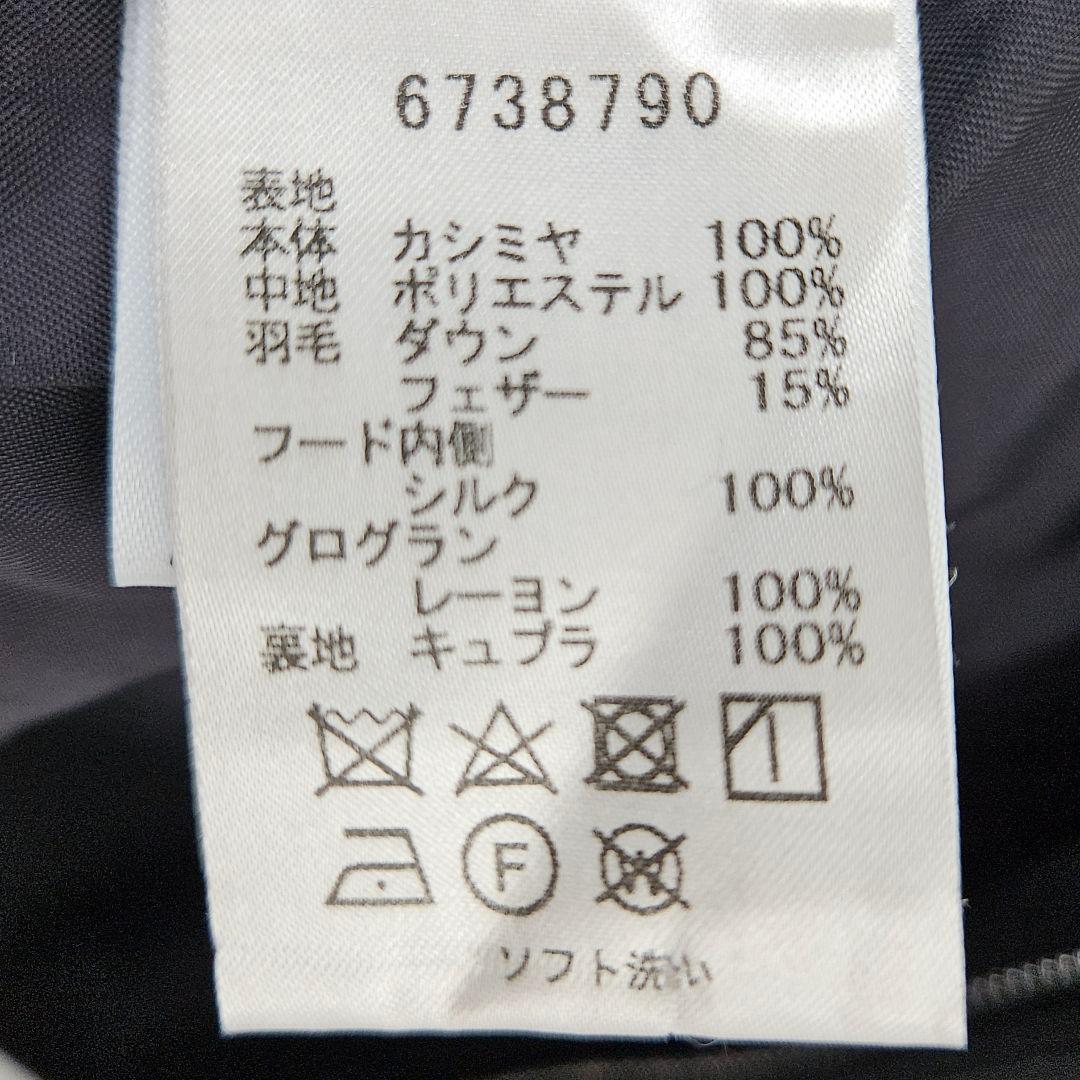 6738790
表地
本体 カシミヤ 100%
中地 ポリエステル 100%
羽毛 ダウン 85%
フェザー 15%
フード内側
シルク 100%
グログラン
レーヨン 100%
裏地 キュプラ 100%
F W
ソフト洗い